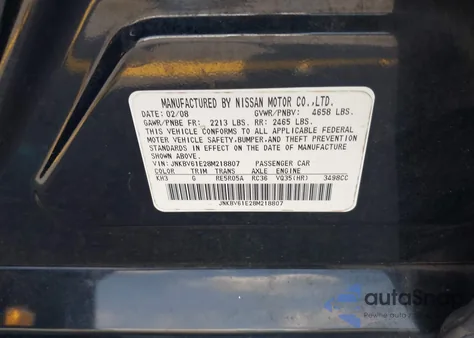 MANUFACTURED BY NISSAN MOTOR CO.,LTD.
DATE: 02/08 GVWR/PNBV: 4658 LBS.
GAWR/PNBE FR: 2213 LBS. RR: 2465 LBS.
THIS VEHICLE CONFORMS TO ALL APPLICABLE FEDERAL
MOTOR VEHICLE SAFETY,BUMPER,AND THEFT PREVENTION
STANDARDS IN EFFECT ON THE DATE OF MANUFACTURE
SHOWN ABOVE.
VIN: JNKBV61E28M218807 PASSENGER CAR
COLOR TRIM TRANS AXLE ENGINE
KH3 G RE5R05A RC36 VQ35(HR) 3498CC
JNKBV61E28M218807
autoSnap